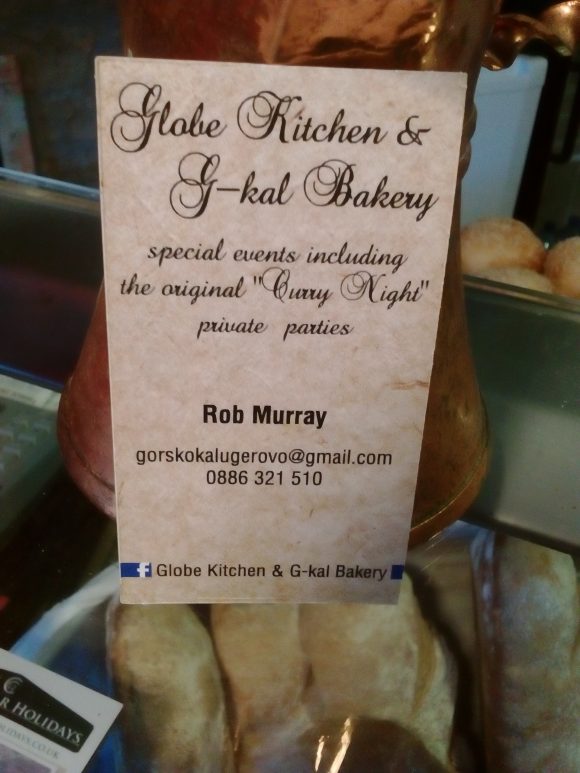 Globe Kitchen &
G-kal Bakery
special events including
the original "Curry Night"
private parties
Rob Murray
gorskokalugerovo@gmail.com
0886 321 510
f Globe Kitchen & G-kal Bakery
HOLIDAYS